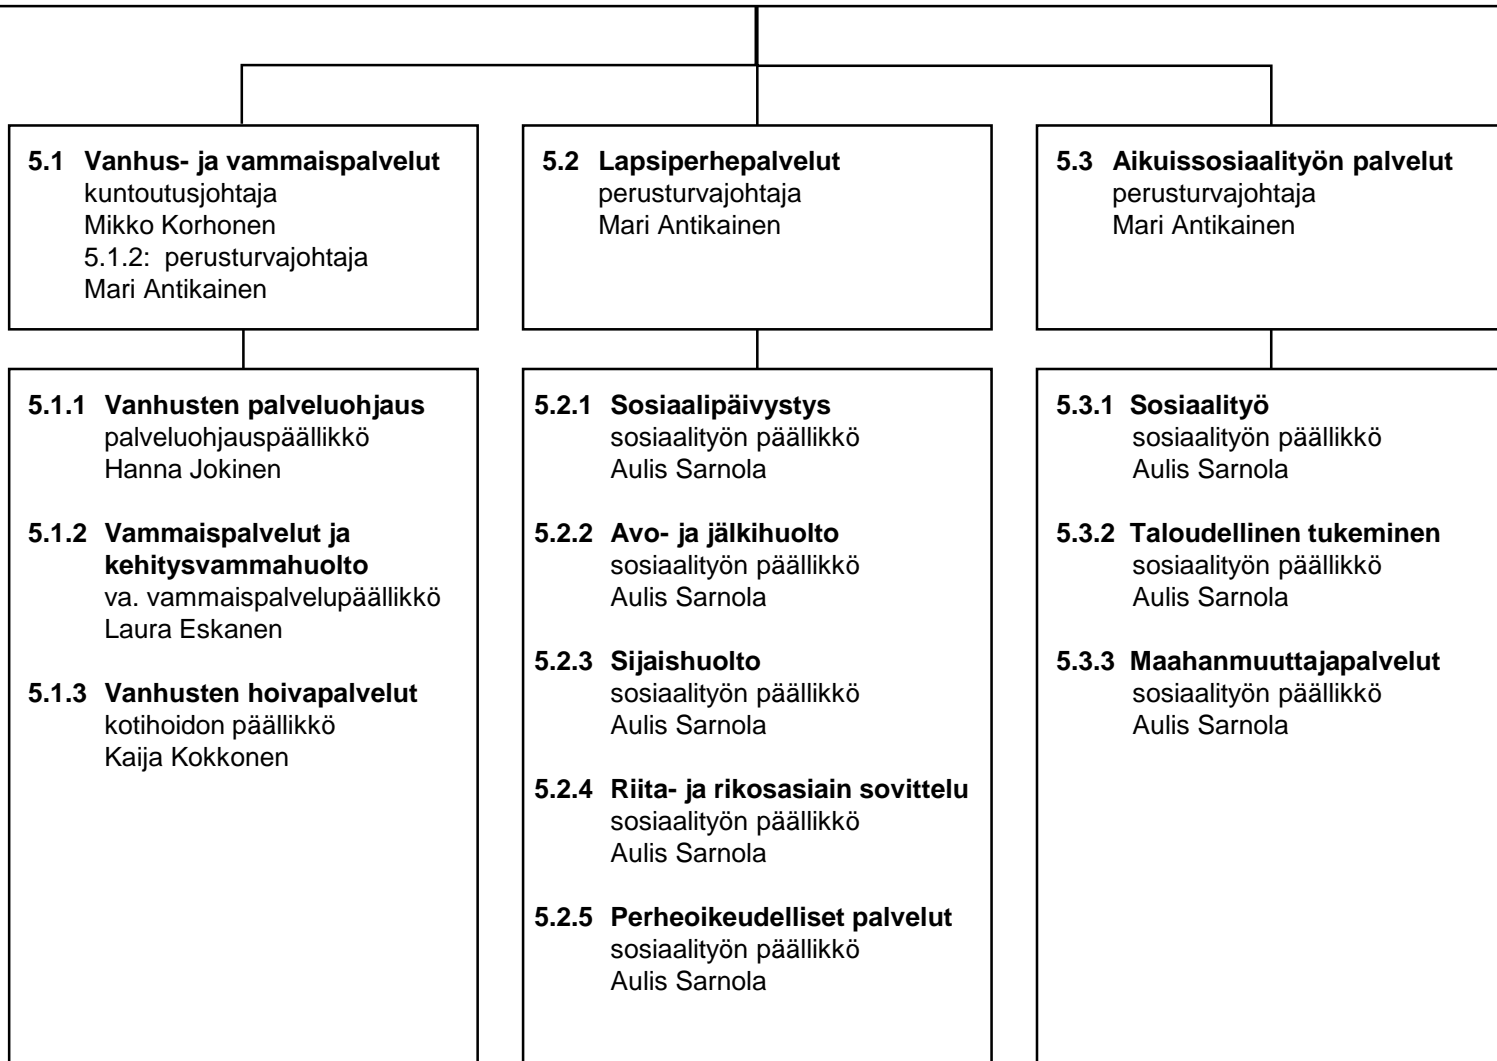 5.1 Vanhus- ja vammaispalvelut
kuntoutusjohtaja
Mikko Korhonen
5.1.2: perusturvajohtaja
Mari Antikainen
5.2 Lapsiperhepalvelut
perusturvajohtaja
Mari Antikainen
5.3 Aikuissosiaalityön palvelut
perusturvajohtaja
Mari Antikainen
5.1.1 Vanhusten palveluohjaus
palveluohjauspäällikkö
Hanna Jokinen
5.1.2 Vammaispalvelut ja
kehitysvammahuolto
va. vammaispalvelupäällikkö
Laura Eskanen
5.1.3 Vanhusten hoivapalvelut
kotihoidon päällikkö
Kaija Kokkonen
5.2.1 Sosiaalipäivystys
sosiaalityön päällikkö
Aulis Sarnola
5.2.2 Avo- ja jälkihuolto
sosiaalityön päällikkö
Aulis Sarnola
5.2.3 Sijaishuolto
sosiaalityön päällikkö
Aulis Sarnola
5.2.4 Riita- ja rikosasiain sovittelu
sosiaalityön päällikkö
Aulis Sarnola
5.2.5 Perheoikeudelliset palvelut
sosiaalityön päällikkö
Aulis Sarnola
5.3.1 Sosiaalityö
sosiaalityön päällikkö
Aulis Sarnola
5.3.2 Taloudellinen tukeminen
sosiaalityön päällikkö
Aulis Sarnola
5.3.3 Maahanmuuttajapalvelut
sosiaalityön päällikkö
Aulis Sarnola